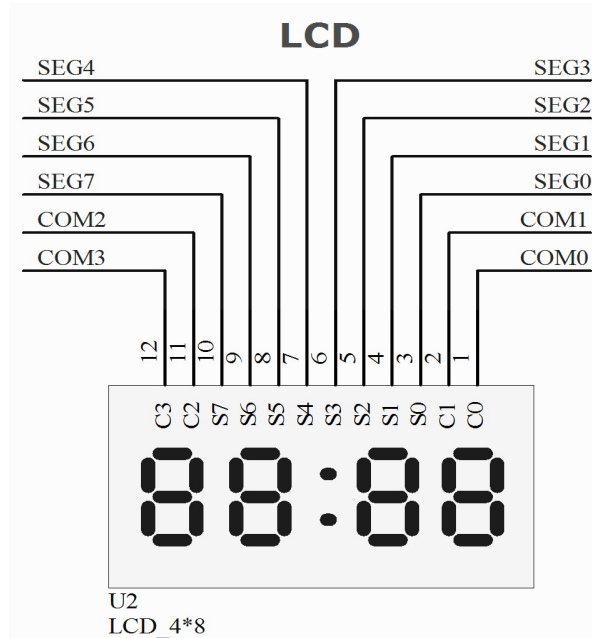 LCD
SEG4 SEG3
SEG5 SEG2
SEG6 SEG1
SEG7 SEG0
COM2 COM1
COM3 COM0
12 11 10 9 8 7 6 5 4 3 2 1
C3 C2 S7 S6 S5 S4 S3 S2 S1 S0 C1 C0
88:88
U2
LCD_4*8